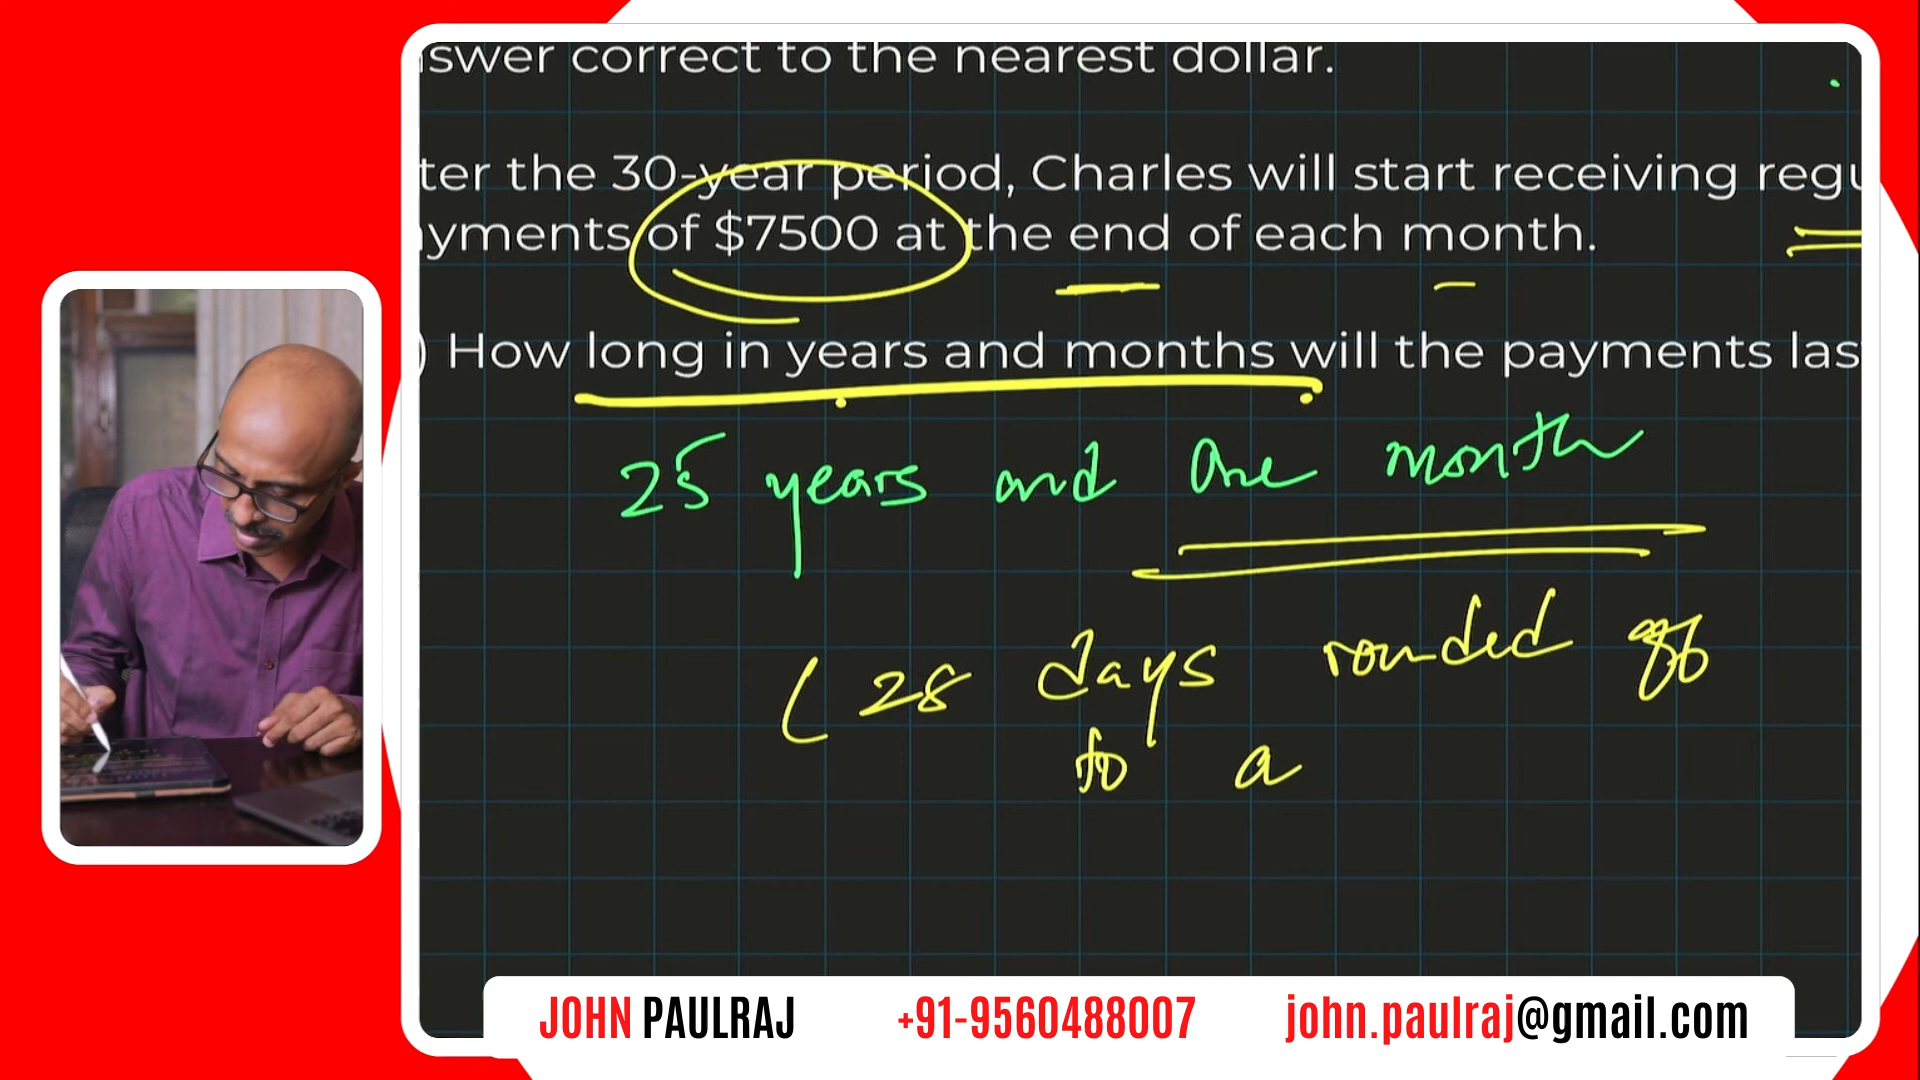 swer correct to the nearest dollar.
ter the 30-year period, Charles will start receiving regu
yments of $7500 at the end of each month.
) How long in years and months will the payments las
25 years and One month
( 28 days rounded off
to a
JOHN PAULRAJ +91-9560488007 john.paulraj@gmail.com